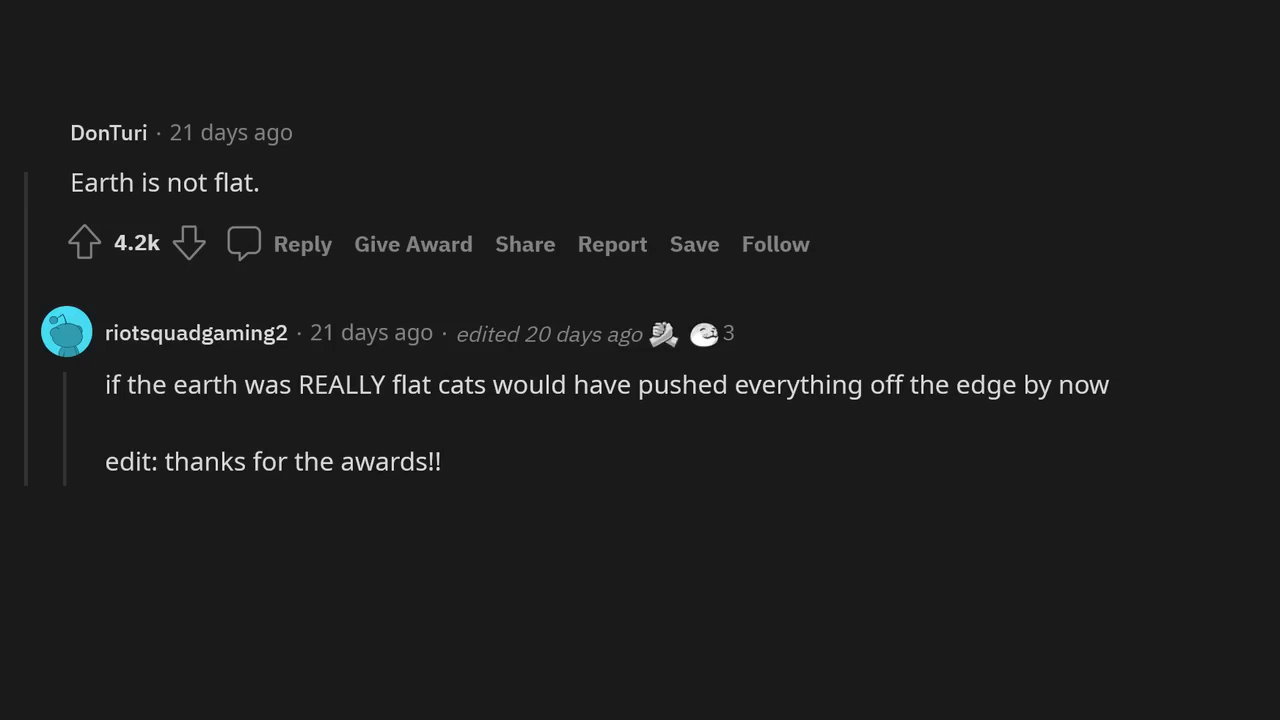 DonTuri · 21 days ago
Earth is not flat.
4.2k Reply Give Award Share Report Save Follow
riotsquadgaming2 · 21 days ago · edited 20 days ago 3
if the earth was REALLY flat cats would have pushed everything off the edge by now
edit: thanks for the awards!!